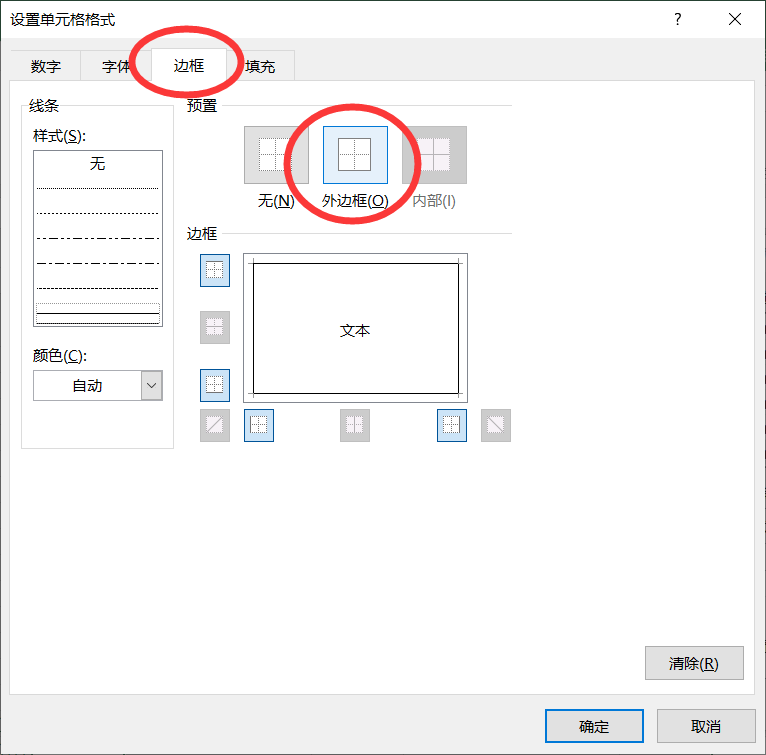 设置单元格格式
?
数字 字体 边框 填充
线条
样式(S):
无
颜色(C):
自动
预置
无(N) 外边框(O) 内部(I)
边框
文本
清除(R)
确定 取消